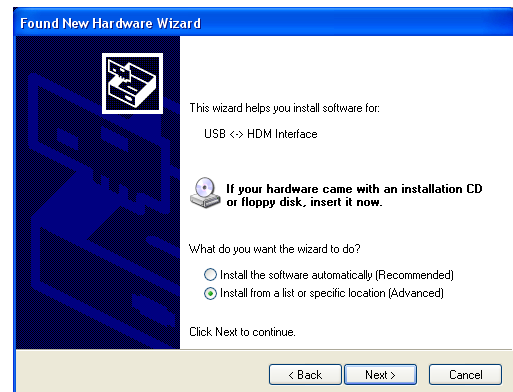 Found New Hardware Wizard
This wizard helps you install software for:
USB <-> HDM Interface
If your hardware came with an installation CD
or floppy disk, insert it now.
What do you want the wizard to do?
Install the software automatically (Recommended)
Install from a list or specific location (Advanced)
Click Next to continue.
< Back Next > Cancel